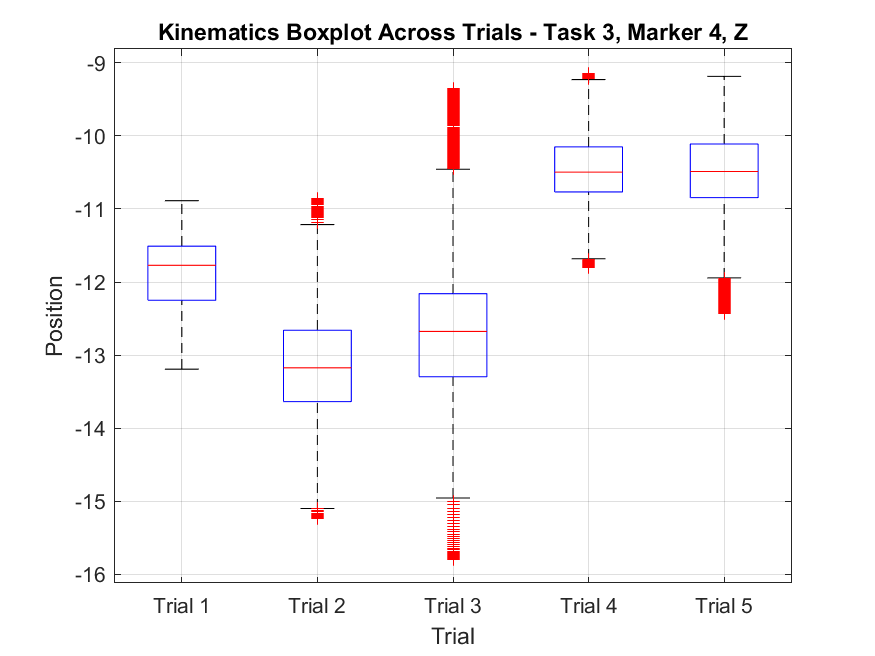 Kinematics Boxplot Across Trials - Task 3, Marker 4, Z
-9
-10
-11
-12
-13
-14
-15
-16
Position
Trial 1 Trial 2 Trial 3 Trial 4 Trial 5
Trial